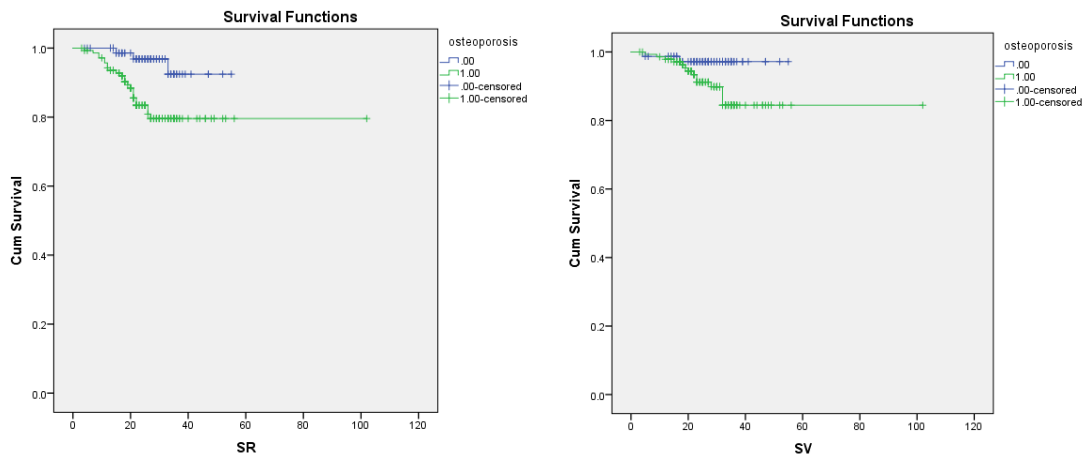 Survival Functions
osteoporosis
.00
1.00
.00-censored
1.00-censored
Cum Survival
1.0
0.8
0.6
0.4
0.2
0.0
0 20 40 60 80 100 120
SR
Survival Functions
osteoporosis
.00
1.00
.00-censored
1.00-censored
Cum Survival
1.0
0.8
0.6
0.4
0.2
0.0
0 20 40 60 80 100 120
SV